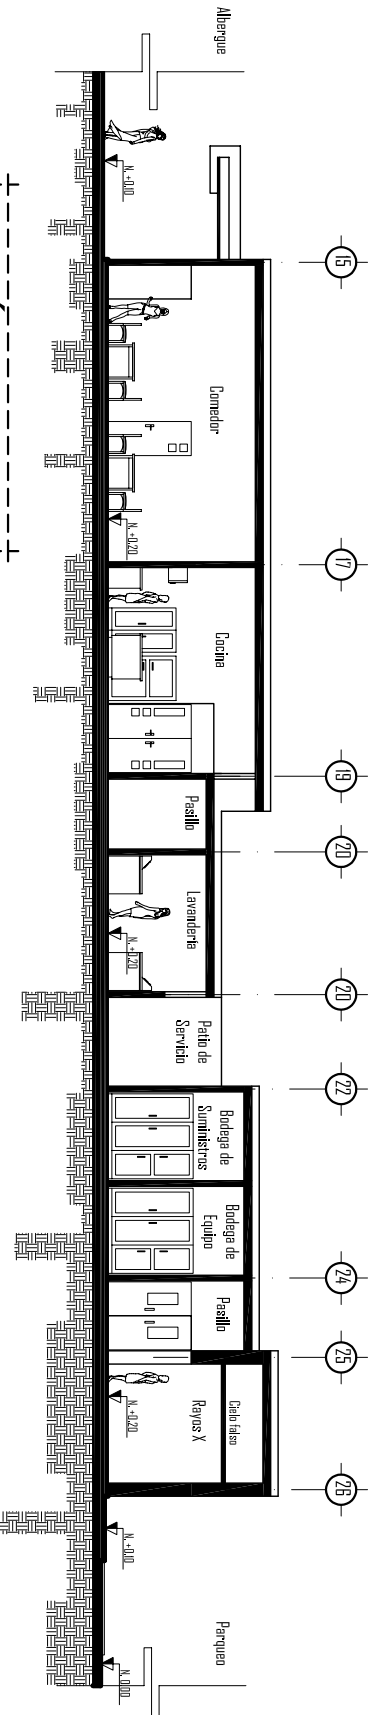 15
17
19
20
20
22
24
25
26
Albergue
Comedor
Cocina
Pasillo
Lavandería
Patio de
Servicio
Bodega de
Suministros
Bodega de
Equipo
Pasillo
Cielo falso
Rayos X
Parqueo
N. +0.10
N. +0.20
N. +0.20
N. +0.20
N. +0.10
N. 0.00